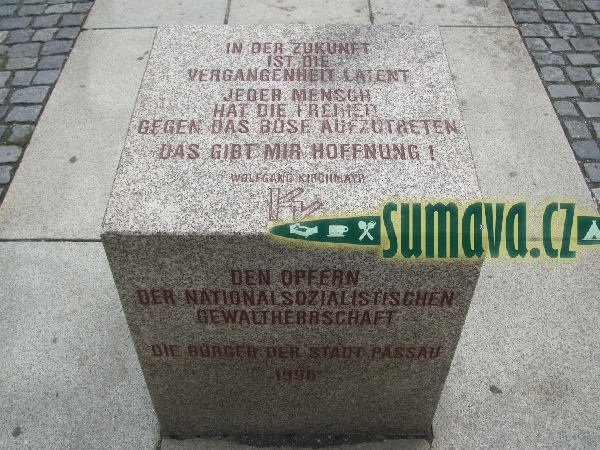 IN DER ZUKUNFT
IST DIE
VERGANGENHEIT LATENT
JEDER MENSCH
HAT DIE FREIHEIT
GEGEN DAS BÖSE AUFZUTRETEN
DAS GIBT MIR HOFFNUNG !
WOLFGANG KIRCHMAYR
sumava.cz
DEN OPFERN
DER NATIONALSOZIALISTISCHEN
GEWALTHERRSCHAFT
DIE BÜRGER DER STADT PASSAU
1996